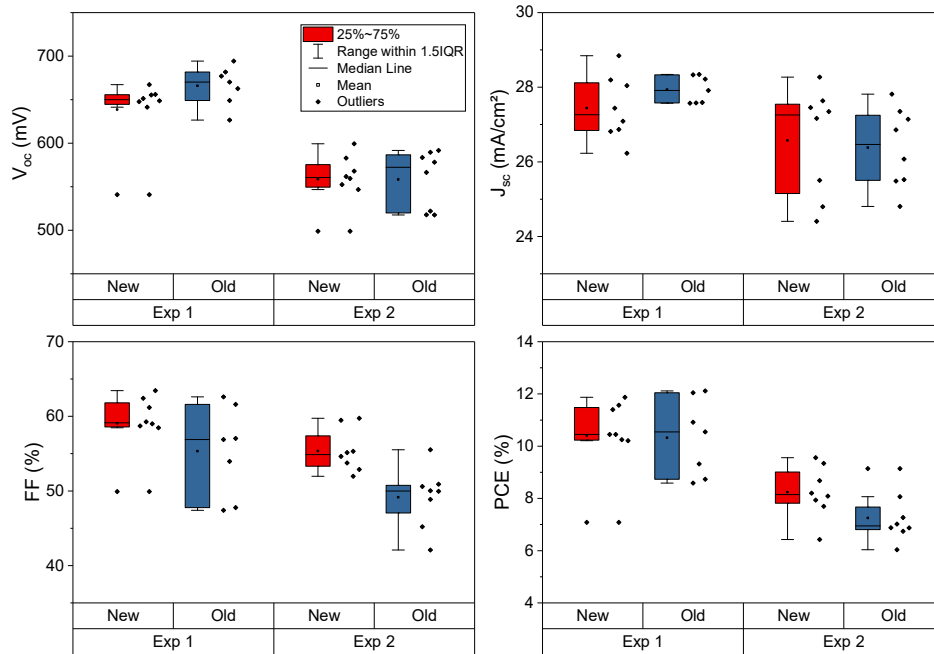 25%~75%
Range within 1.5IQR
Median Line
Mean
Outliers
V_oc (mV)
700
600
500
New Old New Old
Exp 1 Exp 2
J_sc (mA/cm²)
30
28
26
24
22
New Old New Old
Exp 1 Exp 2
FF (%)
70
60
50
40
New Old New Old
Exp 1 Exp 2
PCE (%)
14
12
10
8
6
4
New Old New Old
Exp 1 Exp 2